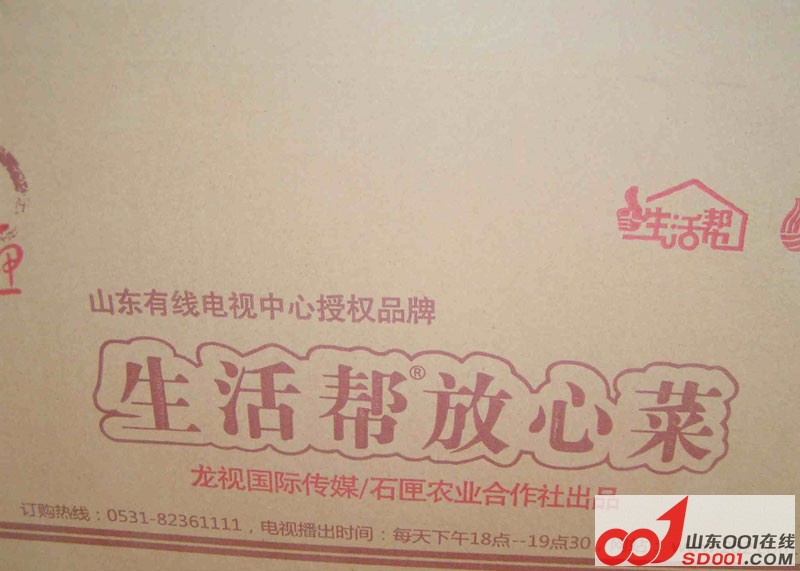 生活帮
匣
山东有线电视中心授权品牌
生活帮®放心菜
龙视国际传媒/石匣农业合作社出品
订购热线：0531-82361111，电视播出时间：每天下午18点--19点30
山东001在线
SD001.COM